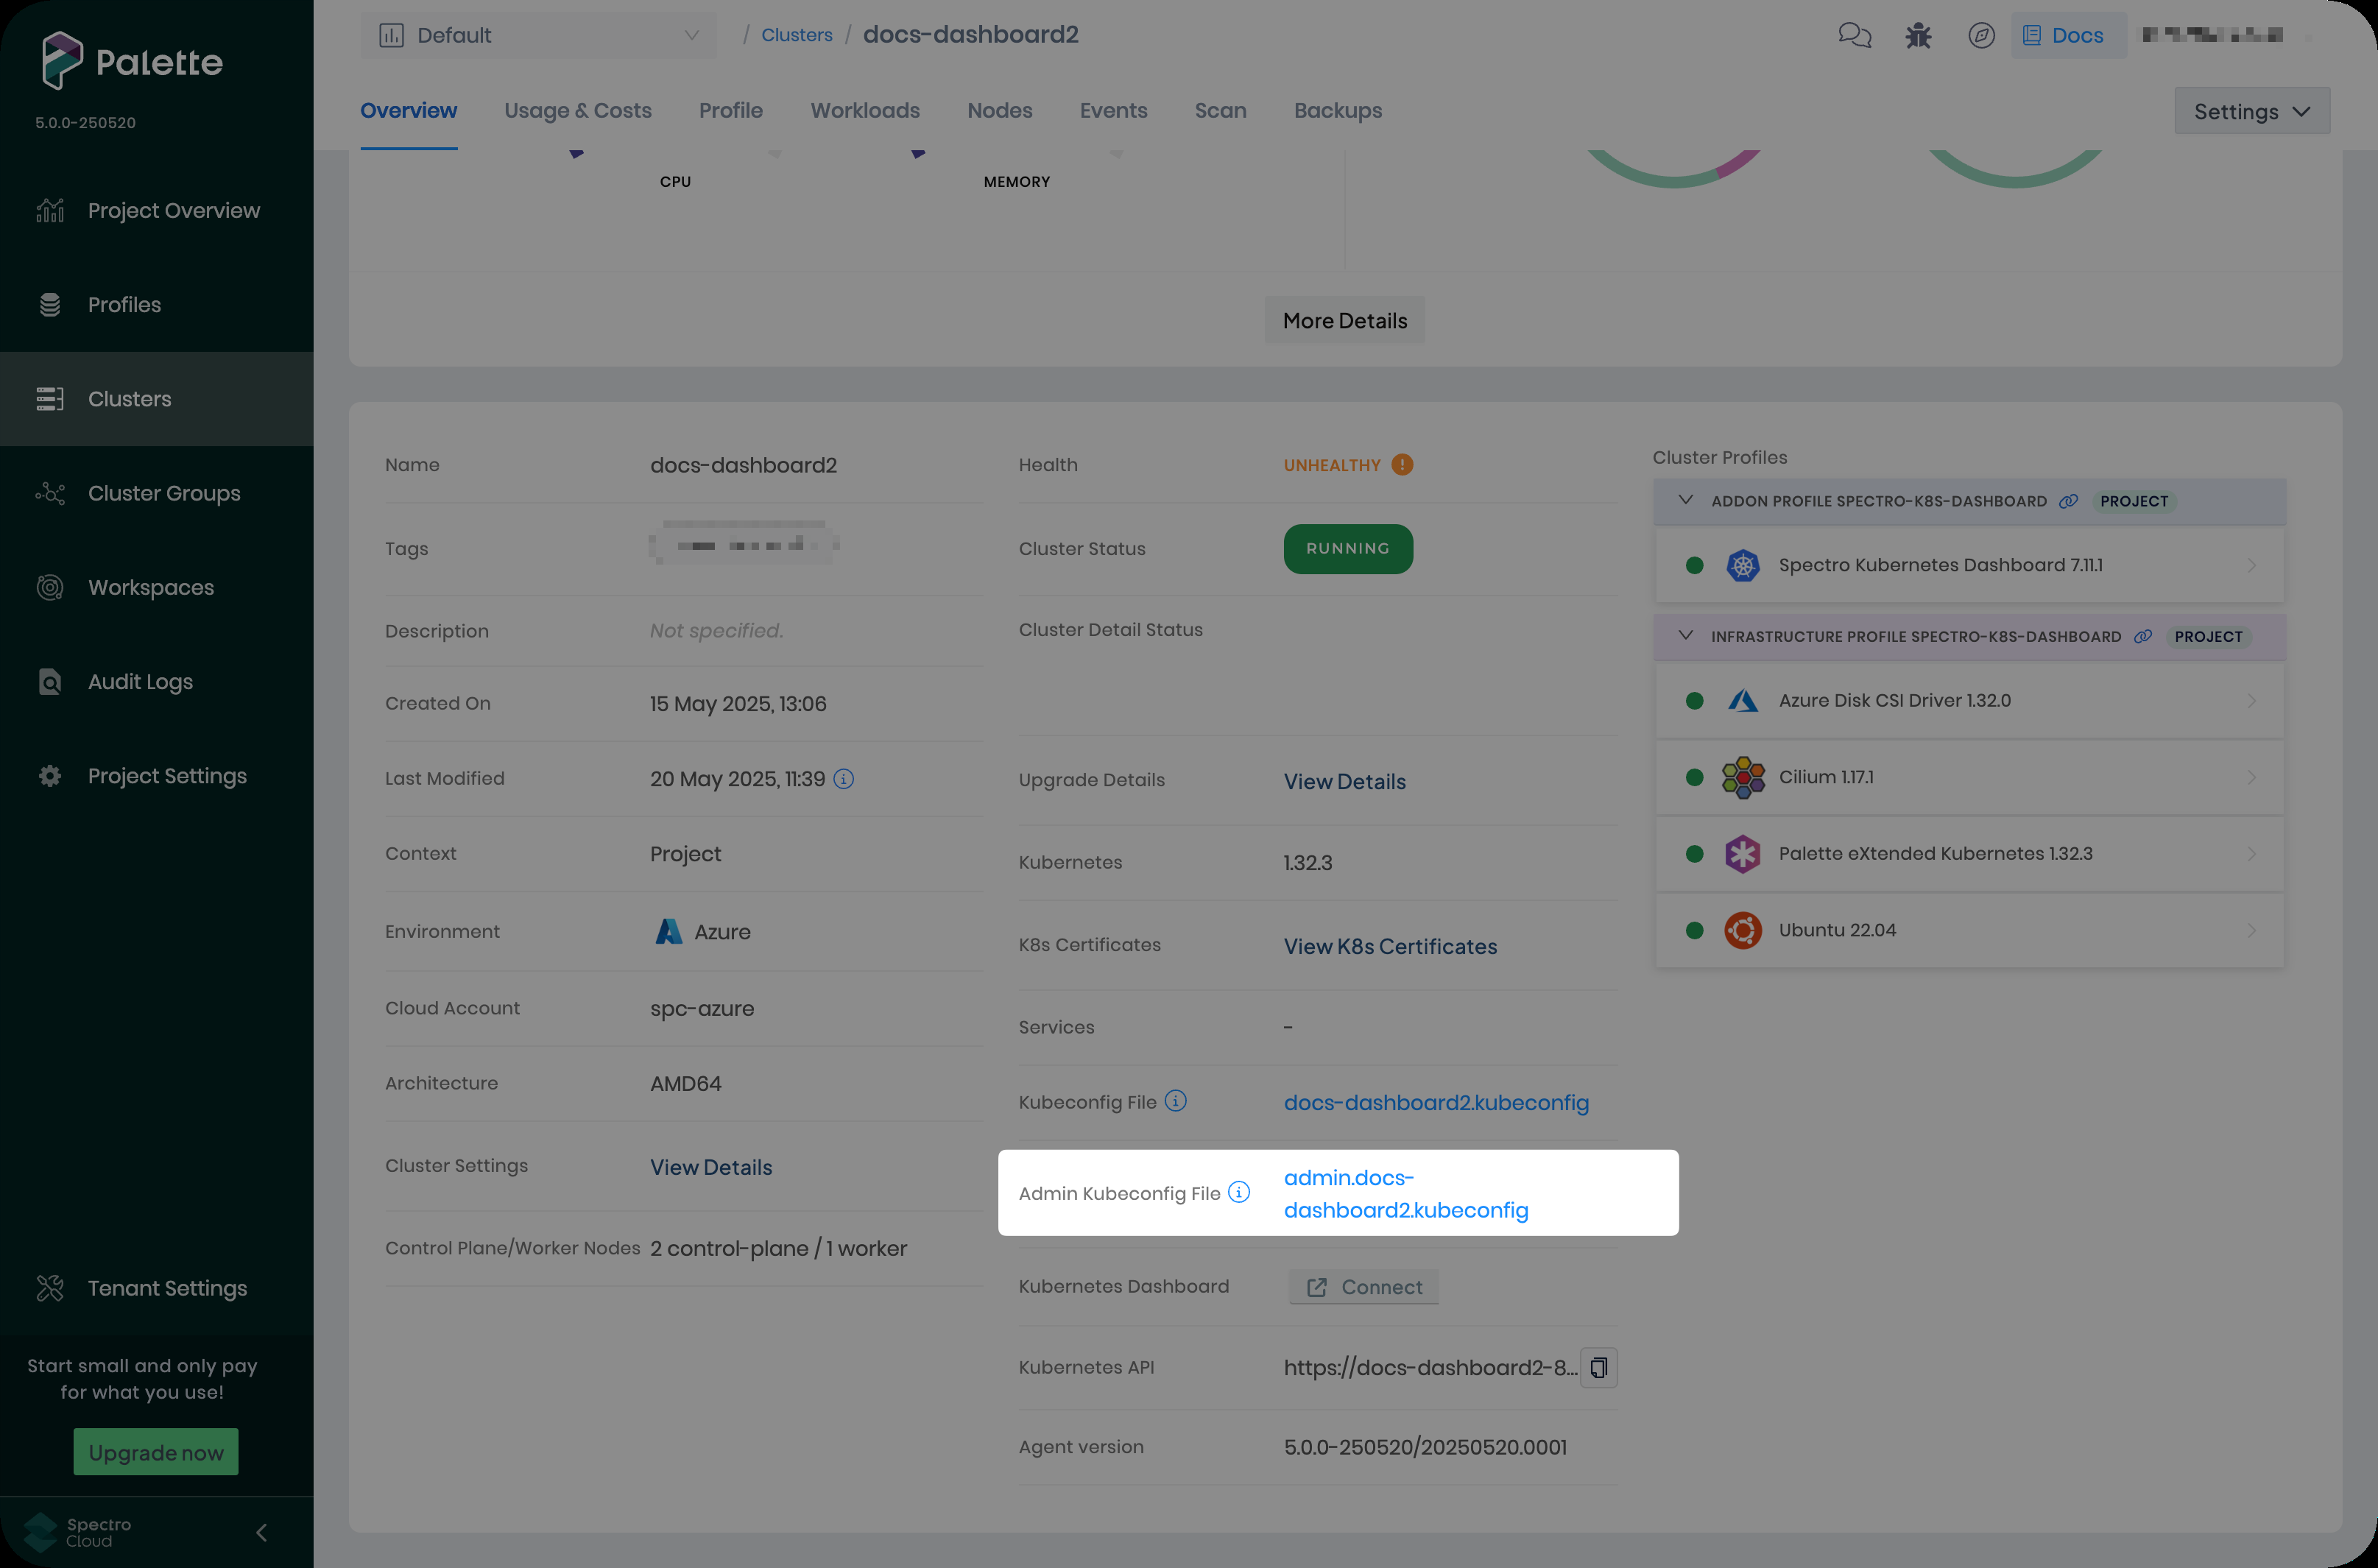 Palette
5.0.0-250520
Project Overview
Profiles
Clusters
Cluster Groups
Workspaces
Audit Logs
Project Settings
Tenant Settings
Start small and only pay
for what you use!
Upgrade now
Spectro
Cloud
Default
/ Clusters / docs-dashboard2
Docs
Overview
Usage & Costs
Profile
Workloads
Nodes
Events
Scan
Backups
Settings
CPU
MEMORY
More Details
Name
docs-dashboard2
Tags
Description
Not specified.
Created On
15 May 2025, 13:06
Last Modified
20 May 2025, 11:39
Context
Project
Environment
Azure
Cloud Account
spc-azure
Architecture
AMD64
Cluster Settings
View Details
Control Plane/Worker Nodes
2 control-plane / 1 worker
Health
UNHEALTHY
Cluster Status
RUNNING
Cluster Detail Status
Upgrade Details
View Details
Kubernetes
1.32.3
K8s Certificates
View K8s Certificates
Services
-
Kubeconfig File
docs-dashboard2.kubeconfig
Admin Kubeconfig File
admin.docs-
dashboard2.kubeconfig
Kubernetes Dashboard
Connect
Kubernetes API
https://docs-dashboard2-8...
Agent version
5.0.0-250520/20250520.0001
Cluster Profiles
ADDON PROFILE SPECTRO-K8S-DASHBOARD
PROJECT
Spectro Kubernetes Dashboard 7.11.1
INFRASTRUCTURE PROFILE SPECTRO-K8S-DASHBOARD
PROJECT
Azure Disk CSI Driver 1.32.0
Cilium 1.17.1
Palette eXtended Kubernetes 1.32.3
Ubuntu 22.04